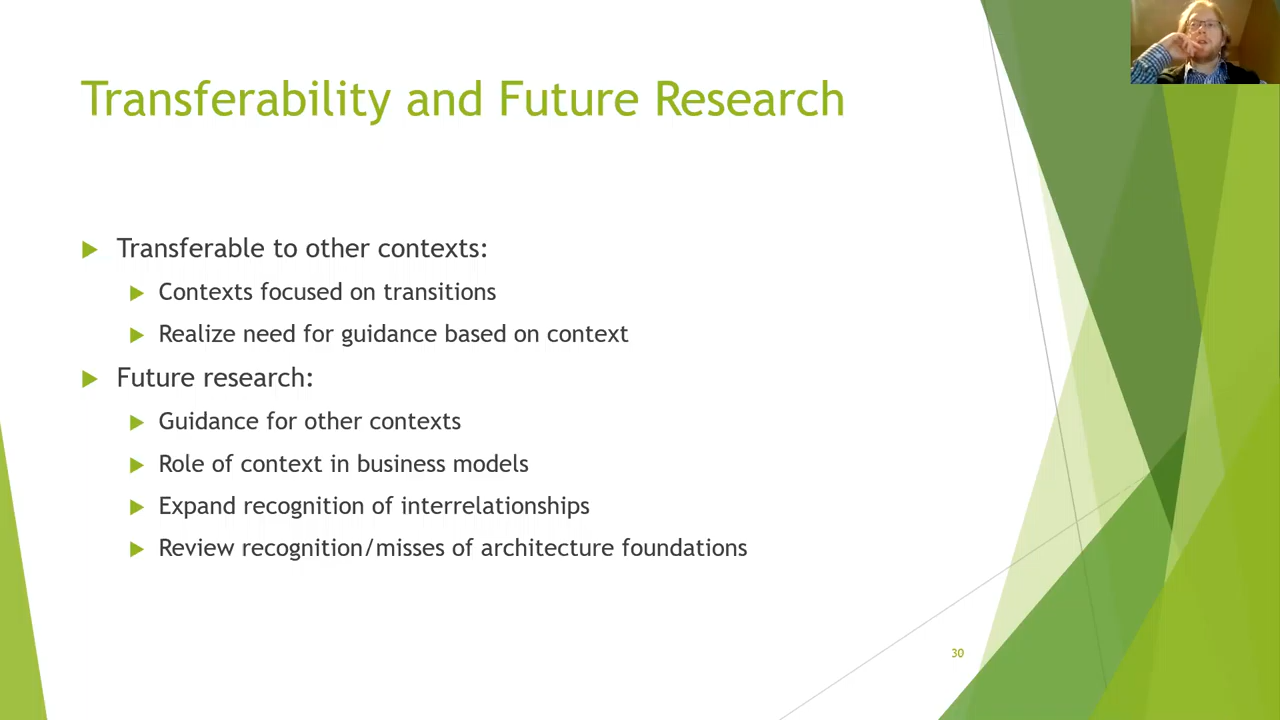 Transferability and Future Research
Transferable to other contexts:
Contexts focused on transitions
Realize need for guidance based on context
Future research:
Guidance for other contexts
Role of context in business models
Expand recognition of interrelationships
Review recognition/misses of architecture foundations
30